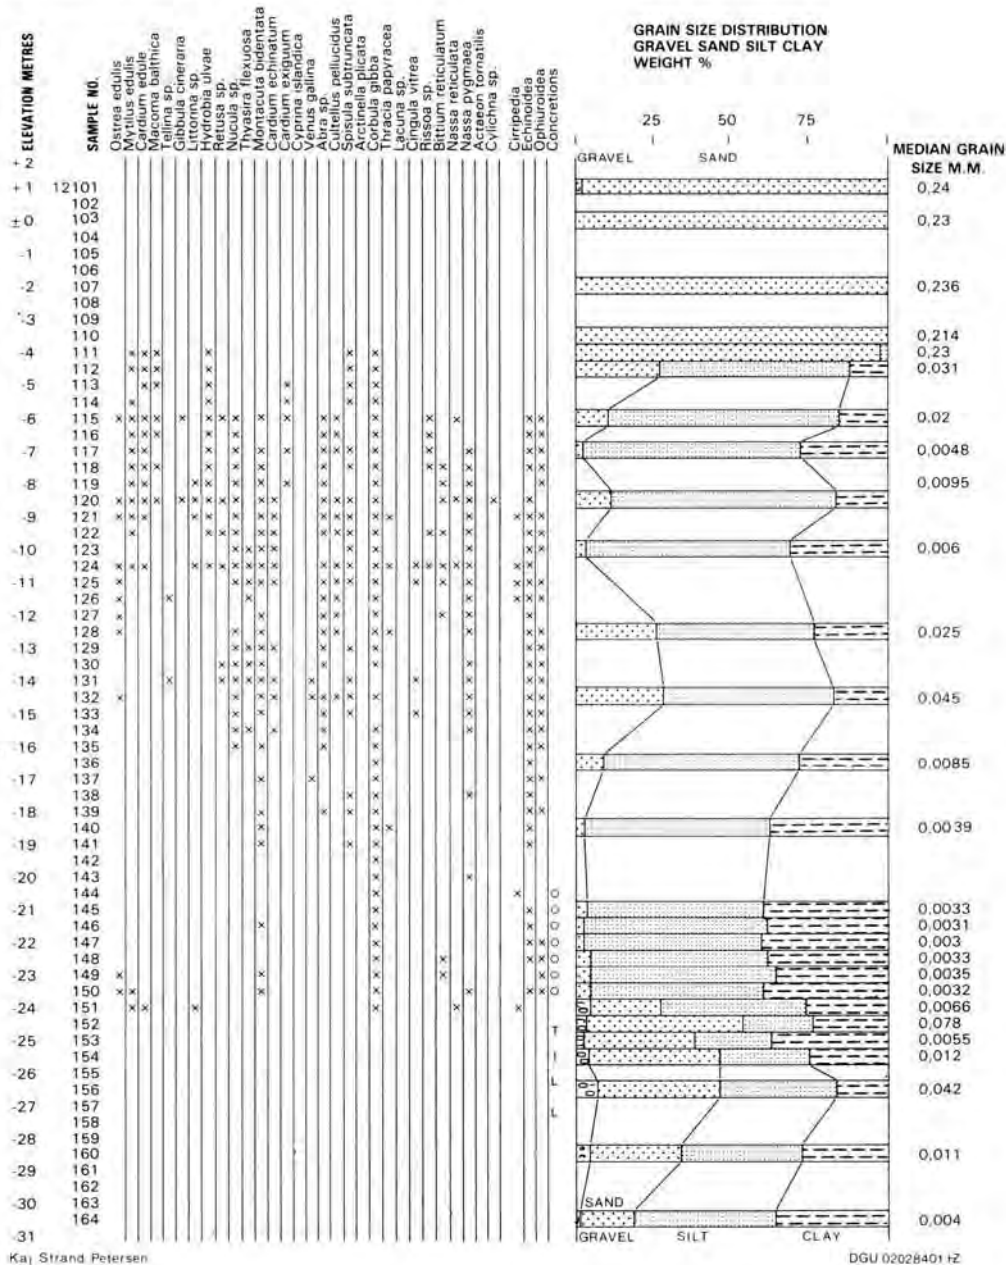 GRAIN SIZE DISTRIBUTION
GRAVEL SAND SILT CLAY
WEIGHT %
ELEVATION METRES
SAMPLE NO.
Ostrea edulis
Mytilus edulis
Cardium edule
Macoma balthica
Tellina sp.
Gibbula cineraria
Littorina sp.
Hydrobia ulvae
Retusa sp.
Nucula sp.
Thyasira flexuosa
Montacuta bidentata
Cardium echinatum
Cardium exiguum
Cyprina islandica
Venus gallina
Abra sp.
Cultellus pellucidus
Spisula subtruncata
Arctinella plicata
Corbula gibba
Thracia papyracea
Lacuna sp.
Cingula vitrea
Rissoa sp.
Bittium reticulatum
Nassa reticulata
Nassa pygmaea
Actaeon tornatilis
Cylichna sp.
Cirripedia
Echinoidea
Ophiuroidea
Concretions
25 50 75
GRAVEL SAND
MEDIAN GRAIN
SIZE M.M.
+ 2
+ 1 12101 0,24
102
± 0 103 0,23
104
-1 105
106
-2 107 0,236
108
-3 109
110 0,214
-4 111 0,23
112 0,031
-5 113
114
-6 115 0,02
116
-7 117 0,0048
118
-8 119 0,0095
120
-9 121
122
-10 123 0,006
124
-11 125
126
-12 127
128 0,025
-13 129
130
-14 131
132 0,045
-15 133
134
-16 135
136 0,0085
-17 137
138
-18 139
140 0,0039
-19 141
142
-20 143
144
-21 145 0,0033
146 0,0031
-22 147 0,003
148 0,0033
-23 149 0,0035
150 0,0032
-24 151 0,0066
152 0,078
-25 153 0,0055
154 0,012
-26 155
156 0,042
-27 157
158
-28 159
160 0,011
-29 161
162
-30 163
164 0,004
-31
TILL
SAND
GRAVEL SILT CLAY
Kaj Strand Petersen
DGU 02028401 HZ